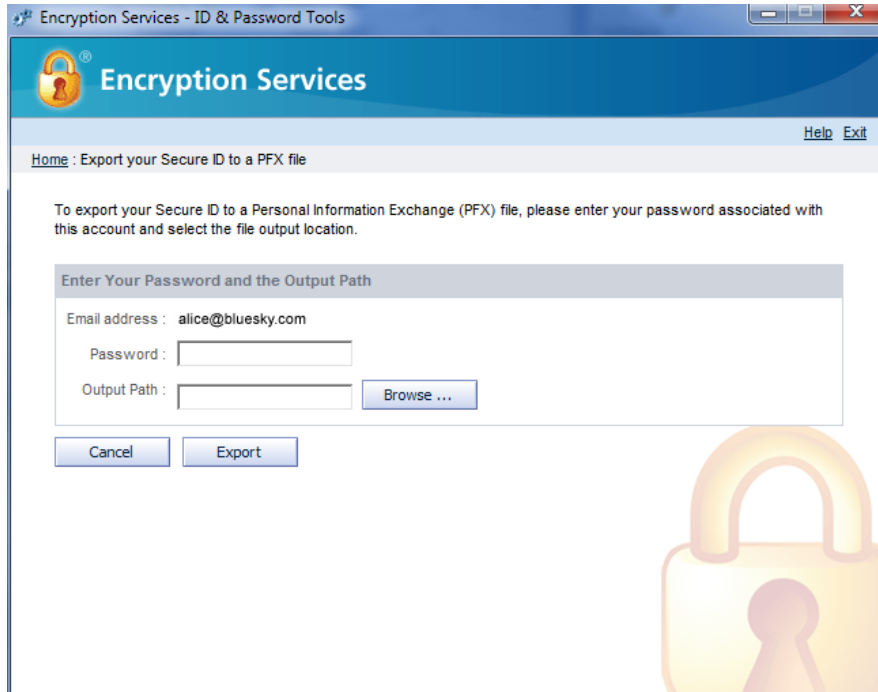 Encryption Services - ID & Password Tools
Encryption Services
Help Exit
Home : Export your Secure ID to a PFX file
To export your Secure ID to a Personal Information Exchange (PFX) file, please enter your password associated with
this account and select the file output location.
Enter Your Password and the Output Path
Email address : alice@bluesky.com
Password :
Output Path :
Browse ...
Cancel
Export